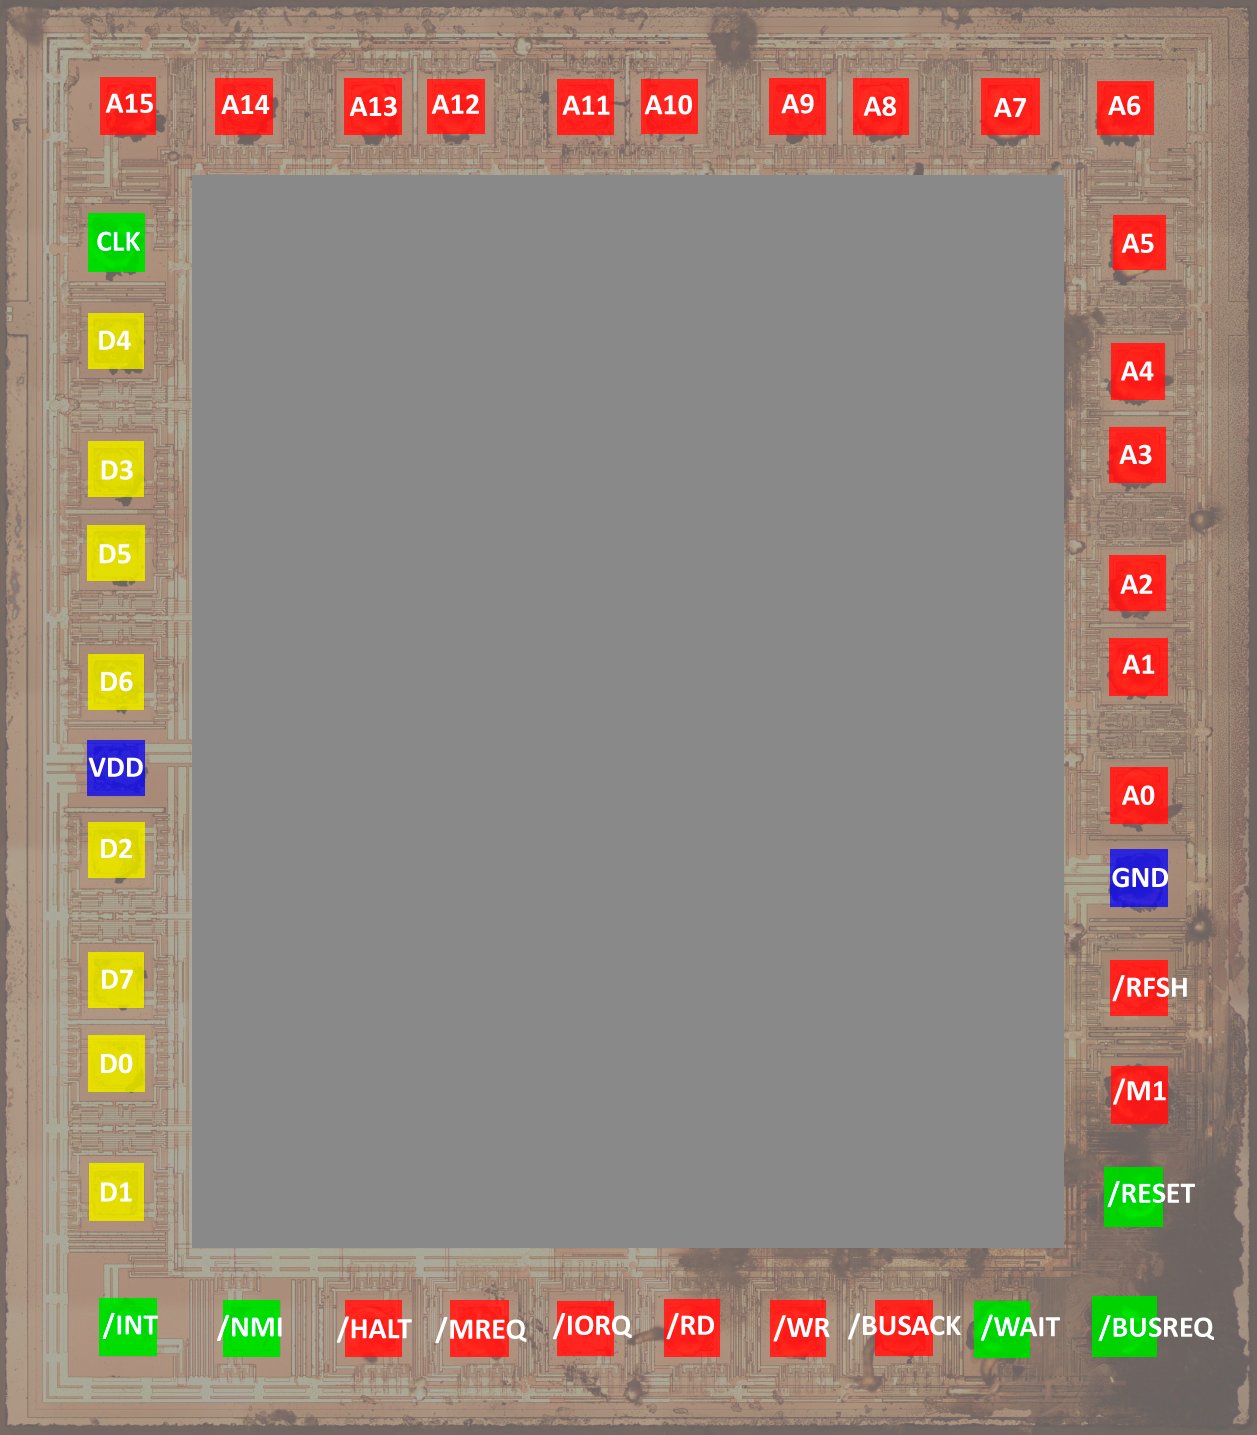 A15 A14 A13 A12 A11 A10 A9 A8 A7 A6
CLK
A5
D4
A4
D3
A3
D5
A2
A1
D6
VDD
A0
D2
GND
D7
/RFSH
D0
/M1
D1
/RESET
/INT /NMI /HALT /MREQ /IORQ /RD /WR /BUSACK /WAIT /BUSREQ